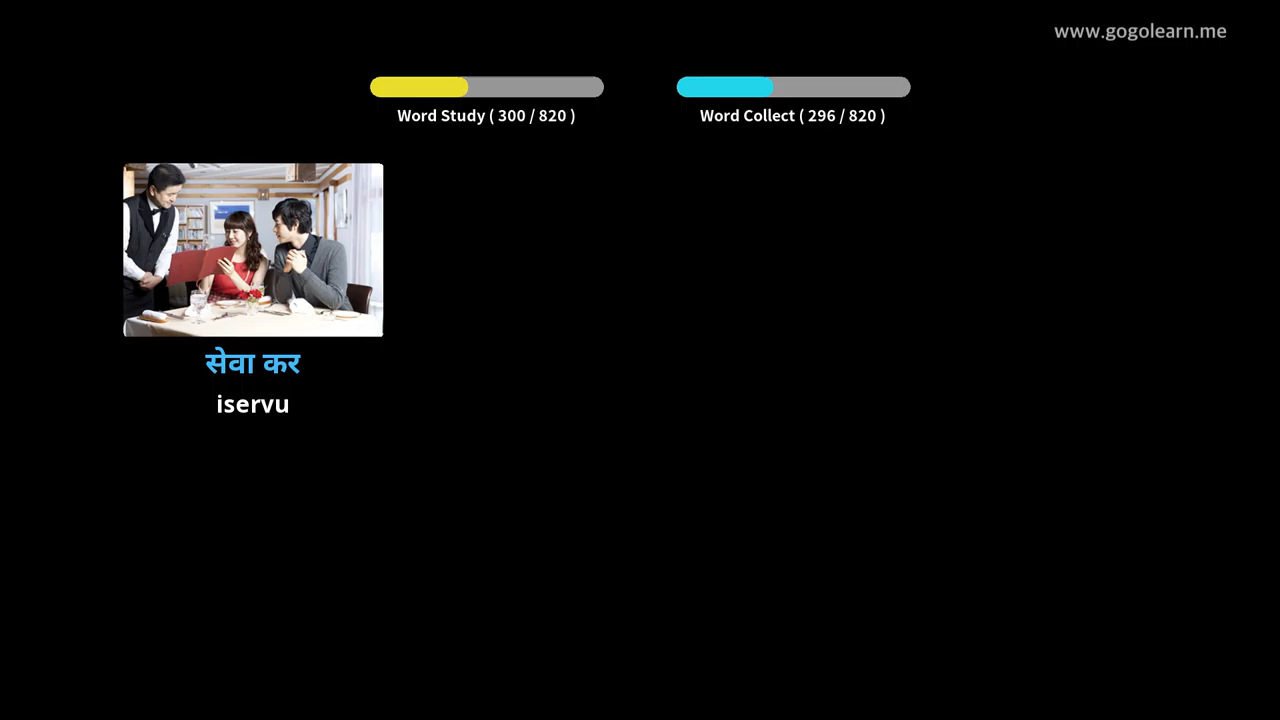 www.gogolearn.me
Word Study ( 300 / 820 )
Word Collect ( 296 / 820 )
सेवा कर
iservu